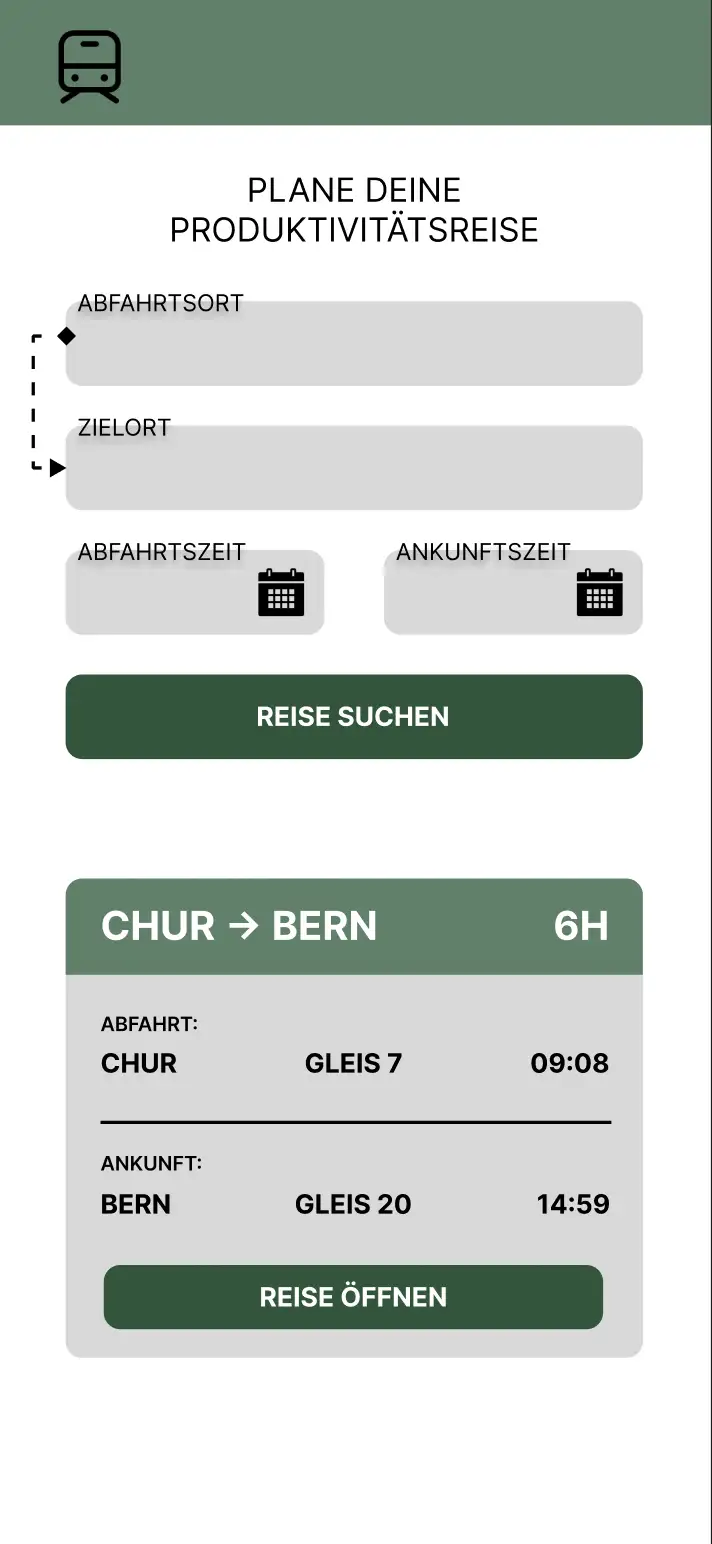 PLANE DEINE
PRODUKTIVITÄTSREISE
ABFAHRTSORT
ZIELORT
ABFAHRTSZEIT ANKUNFTSZEIT
REISE SUCHEN
CHUR → BERN 6H
ABFAHRT:
CHUR GLEIS 7 09:08
ANKUNFT:
BERN GLEIS 20 14:59
REISE ÖFFNEN